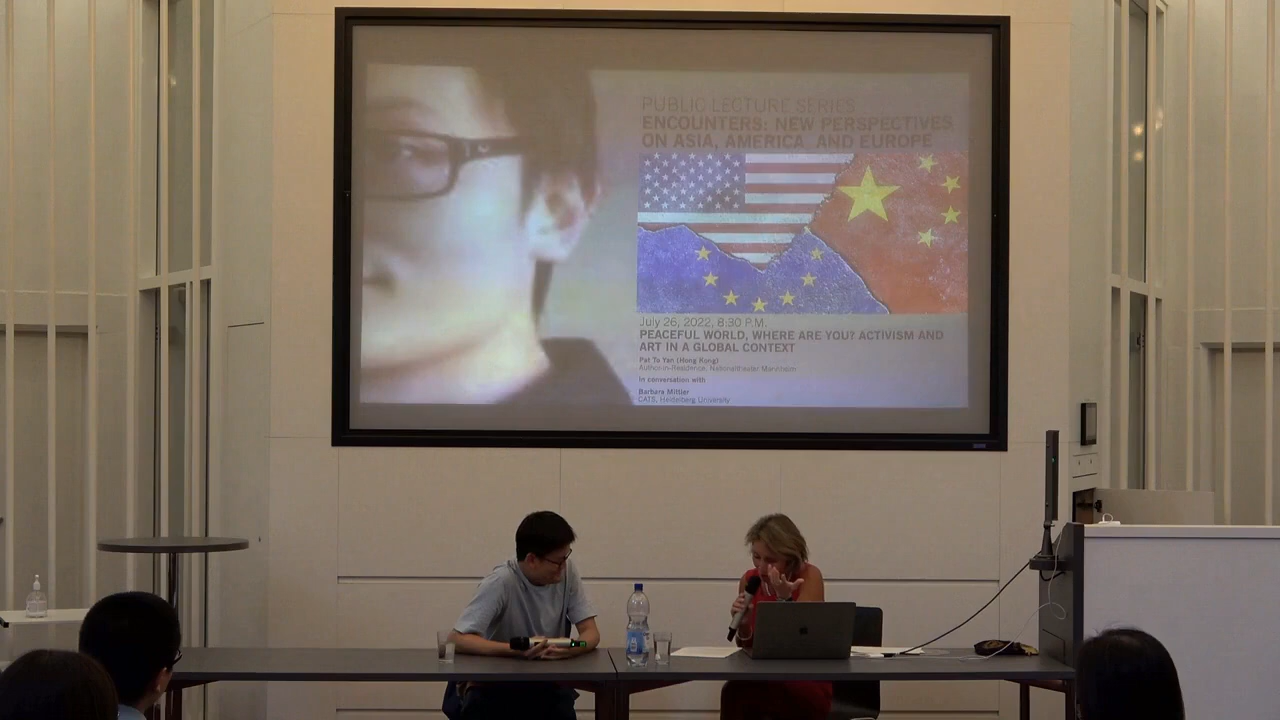 PUBLIC LECTURE SERIES
ENCOUNTERS: NEW PERSPECTIVES
ON ASIA, AMERICA, AND EUROPE
July 26, 2022, 8:30 P.M.
PEACEFUL WORLD, WHERE ARE YOU? ACTIVISM AND
ART IN A GLOBAL CONTEXT
Pat To Yan (Hong Kong)
Author-in-Residence, Nationaltheater Mannheim
In conversation with
Barbara Mittler
CATS, Heidelberg University